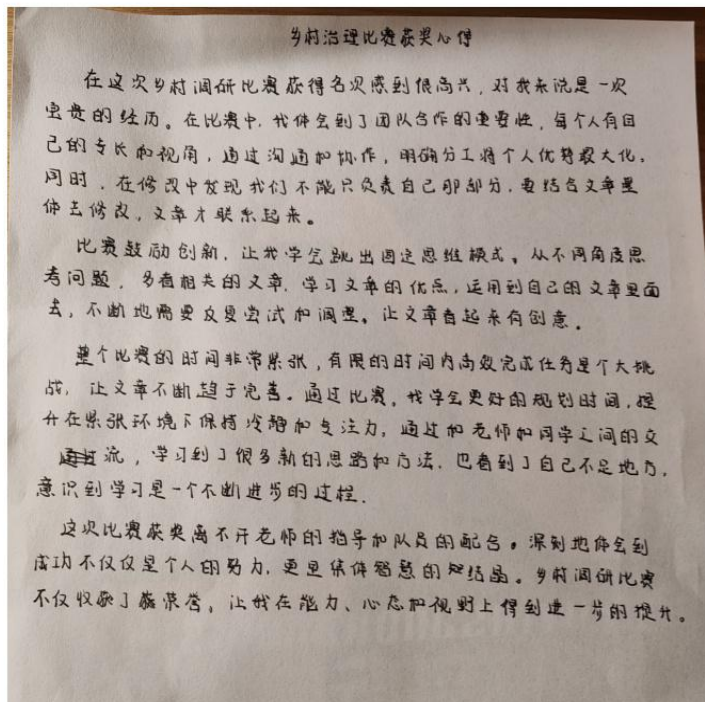 乡村治理比赛获奖心得
在这次乡村调研比赛获得名次感到很高兴，对我来说是一次
宝贵的经历。在比赛中，我体会到了团队合作的重要性，每个人有自
己的专长和视角，通过沟通和协作，明确分工将个人优势最大化。
同时，在修改中发现我们不能只负责自己那部分，要结合文章整
体去修改，文章才联系起来。
比赛鼓励创新，让我学会跳出固定思维模式。从不同角度思
考问题，多看相关的文章，学习文章的优点，运用到自己的文章里面
去，不断地需要反复尝试和调整。让文章看起来有创意。
整个比赛的时间非常紧张，有限的时间内高效完成任务是个大挑
战，让文章不断趋于完善。通过比赛，我学会更好的规划时间，提
升在紧张环境下保持冷静和专注力，通过和老师和同学之间的交
流，学习到了很多新的思路和方法，也看到了自己不足地方，
意识到学习是一个不断进步的过程．
这次比赛获奖离不开老师的指导和队员的配合。深刻地体会到
成功不仅仅是个人的努力，更是集体智慧的结晶。乡村调研比赛
不仅收获了荣誉，让我在能力、心态和视野上得到进一步的提升。